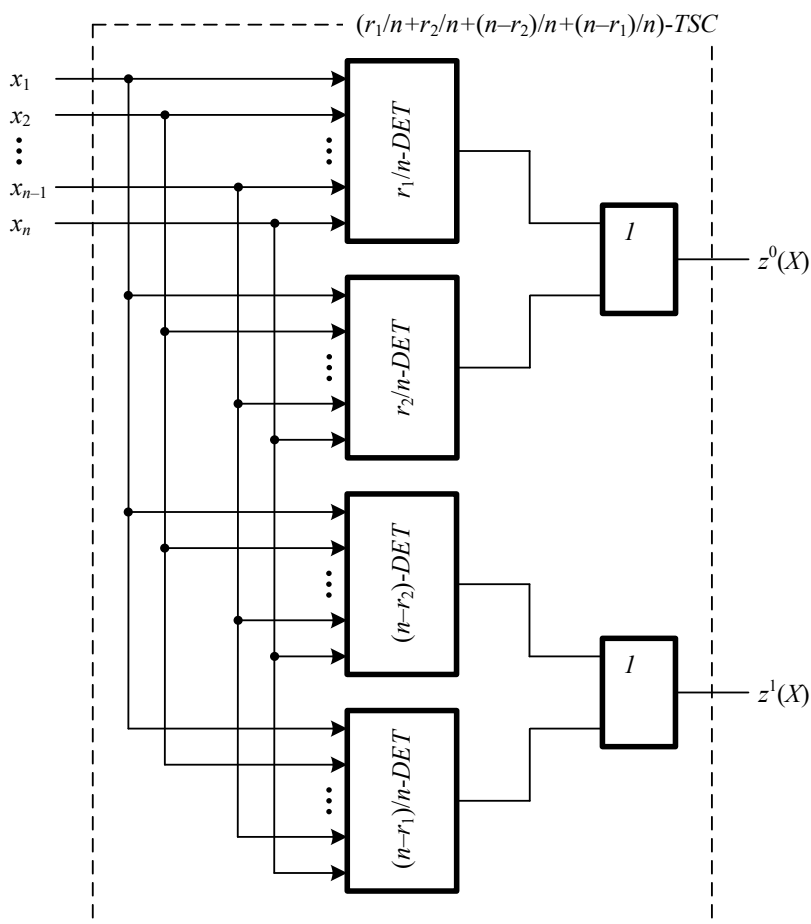 (r₁/n+r₂/n+(n–r₂)/n+(n–r₁)/n)-TSC
x₁
x₂
⋮
xₙ₋₁
xₙ
r₁/n-DET
r₂/n-DET
(n–r₂)-DET
(n–r₁)/n-DET
1
z⁰(X)
1
z¹(X)